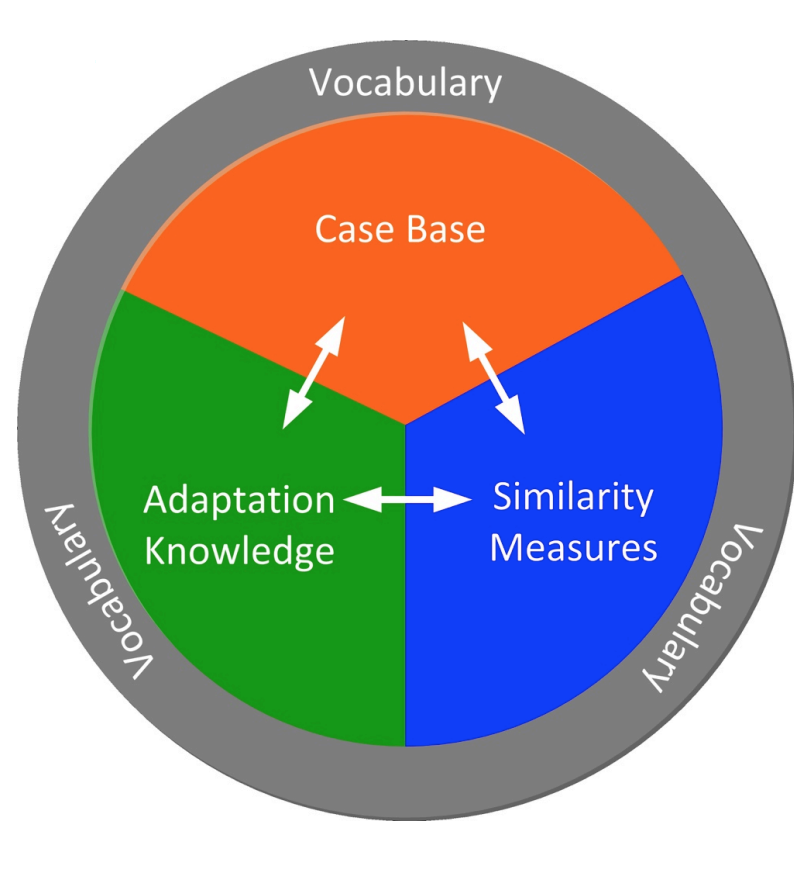 Vocabulary
Case Base
Adaptation
Knowledge
Similarity
Measures
Vocabulary
Vocabulary